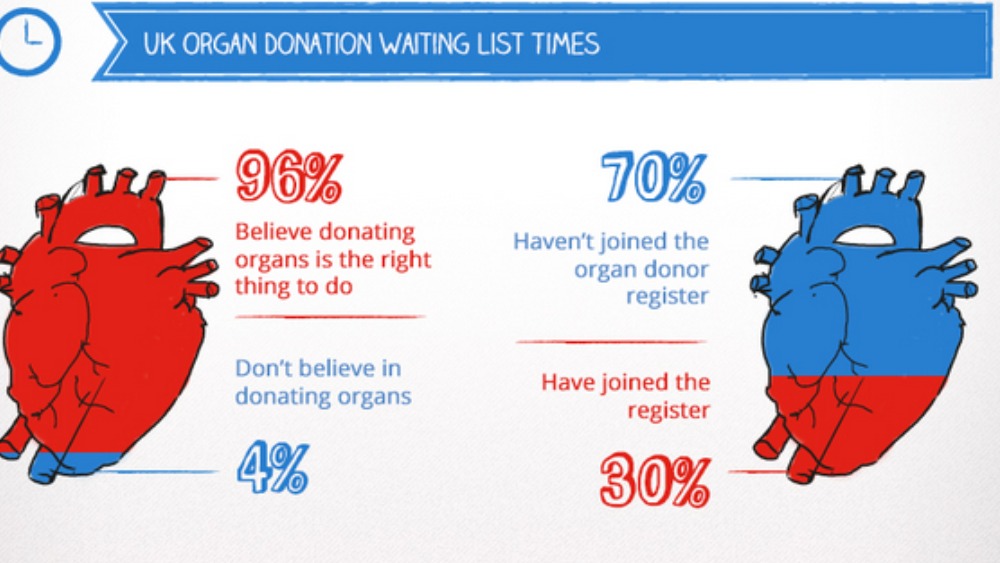 UK ORGAN DONATION WAITING LIST TIMES
96%
Believe donating
organs is the right
thing to do
Don't believe in
donating organs
4%
70%
Haven't joined the
organ donor
register
Have joined the
register
30%